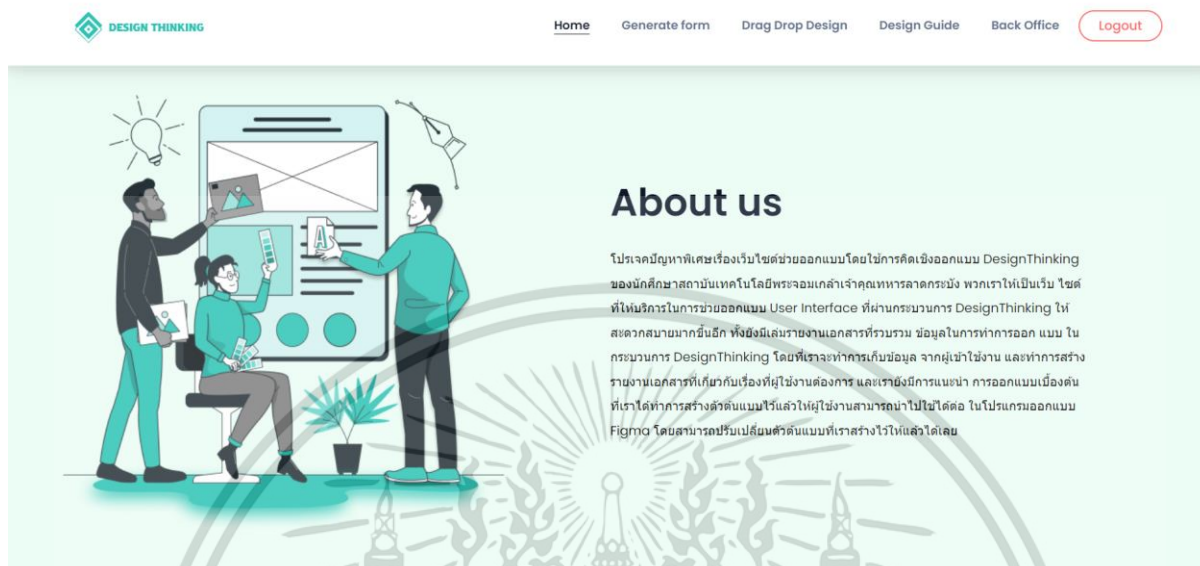 DESIGN THINKING
Home Generate form Drag Drop Design Design Guide Back Office Logout
A
About us
โปรเจคปัญหาพิเศษเรื่องเว็บไซต์ช่วยออกแบบโดยใช้การคิดเชิงออกแบบ DesignThinking
ของนักศึกษาสถาบันเทคโนโลยีพระจอมเกล้าเจ้าคุณทหารลาดกระบัง พวกเราให้เป็นเว็บ ไซต์
ที่ให้บริการในการช่วยออกแบบ User Interface ที่ผ่านกระบวนการ DesignThinking ให้
สะดวกสบายมากขึ้นอีก ทั้งยังมีเล่มรายงานเอกสารที่รวบรวม ข้อมูลในการทำการออก แบบ ใน
กระบวนการ DesignThinking โดยที่เราจะทำการเก็บข้อมูล จากผู้เข้าใช้งาน และทำการสร้าง
รายงานเอกสารที่เกี่ยวกับเรื่องที่ผู้ใช้งานต้องการ และเรายังมีการแนะนำ การออกแบบเบื้องต้น
ที่เราได้ทำการสร้างตัวต้นแบบไว้แล้วให้ผู้ใช้งานสามารถนำไปใช้ได้ต่อ ในโปรแกรมออกแบบ
Figma โดยสามารถปรับเปลี่ยนตัวต้นแบบที่เราสร้างไว้ให้แล้วได้เลย